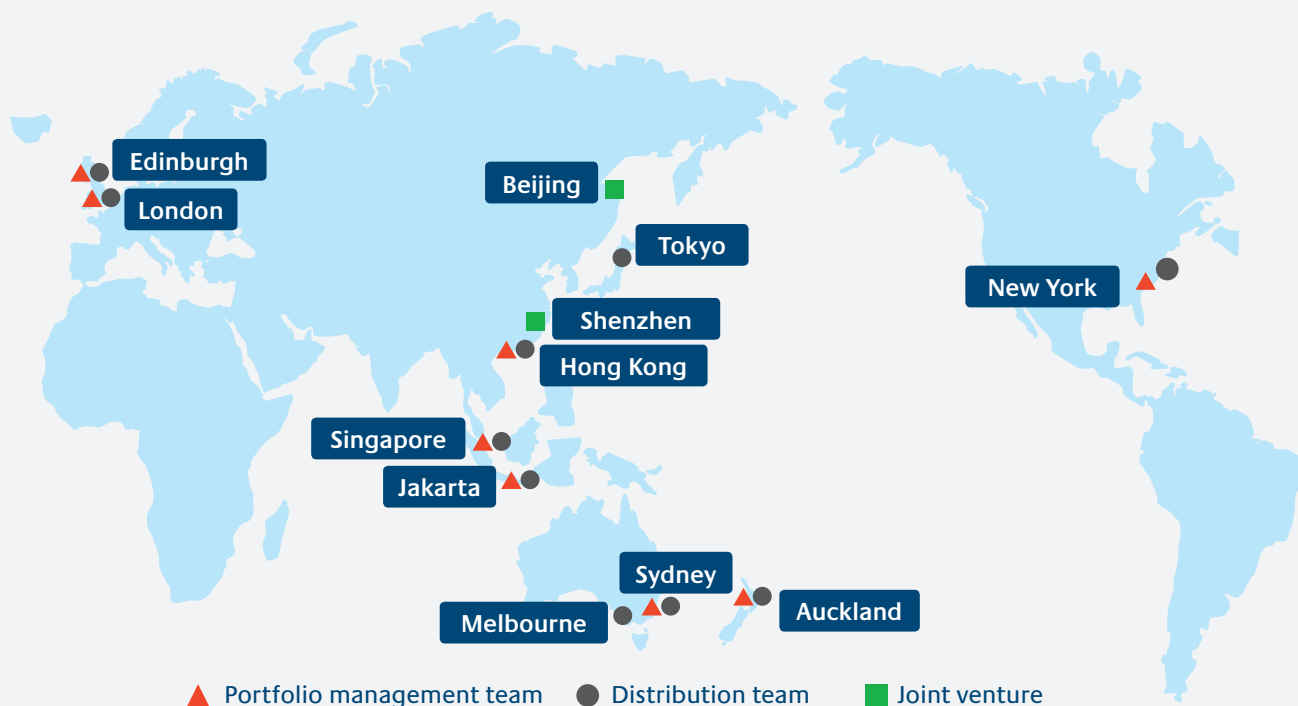 Edinburgh
London
Beijing
Tokyo
New York
Shenzhen
Hong Kong
Singapore
Jakarta
Sydney
Melbourne
Auckland
Portfolio management team Distribution team Joint venture